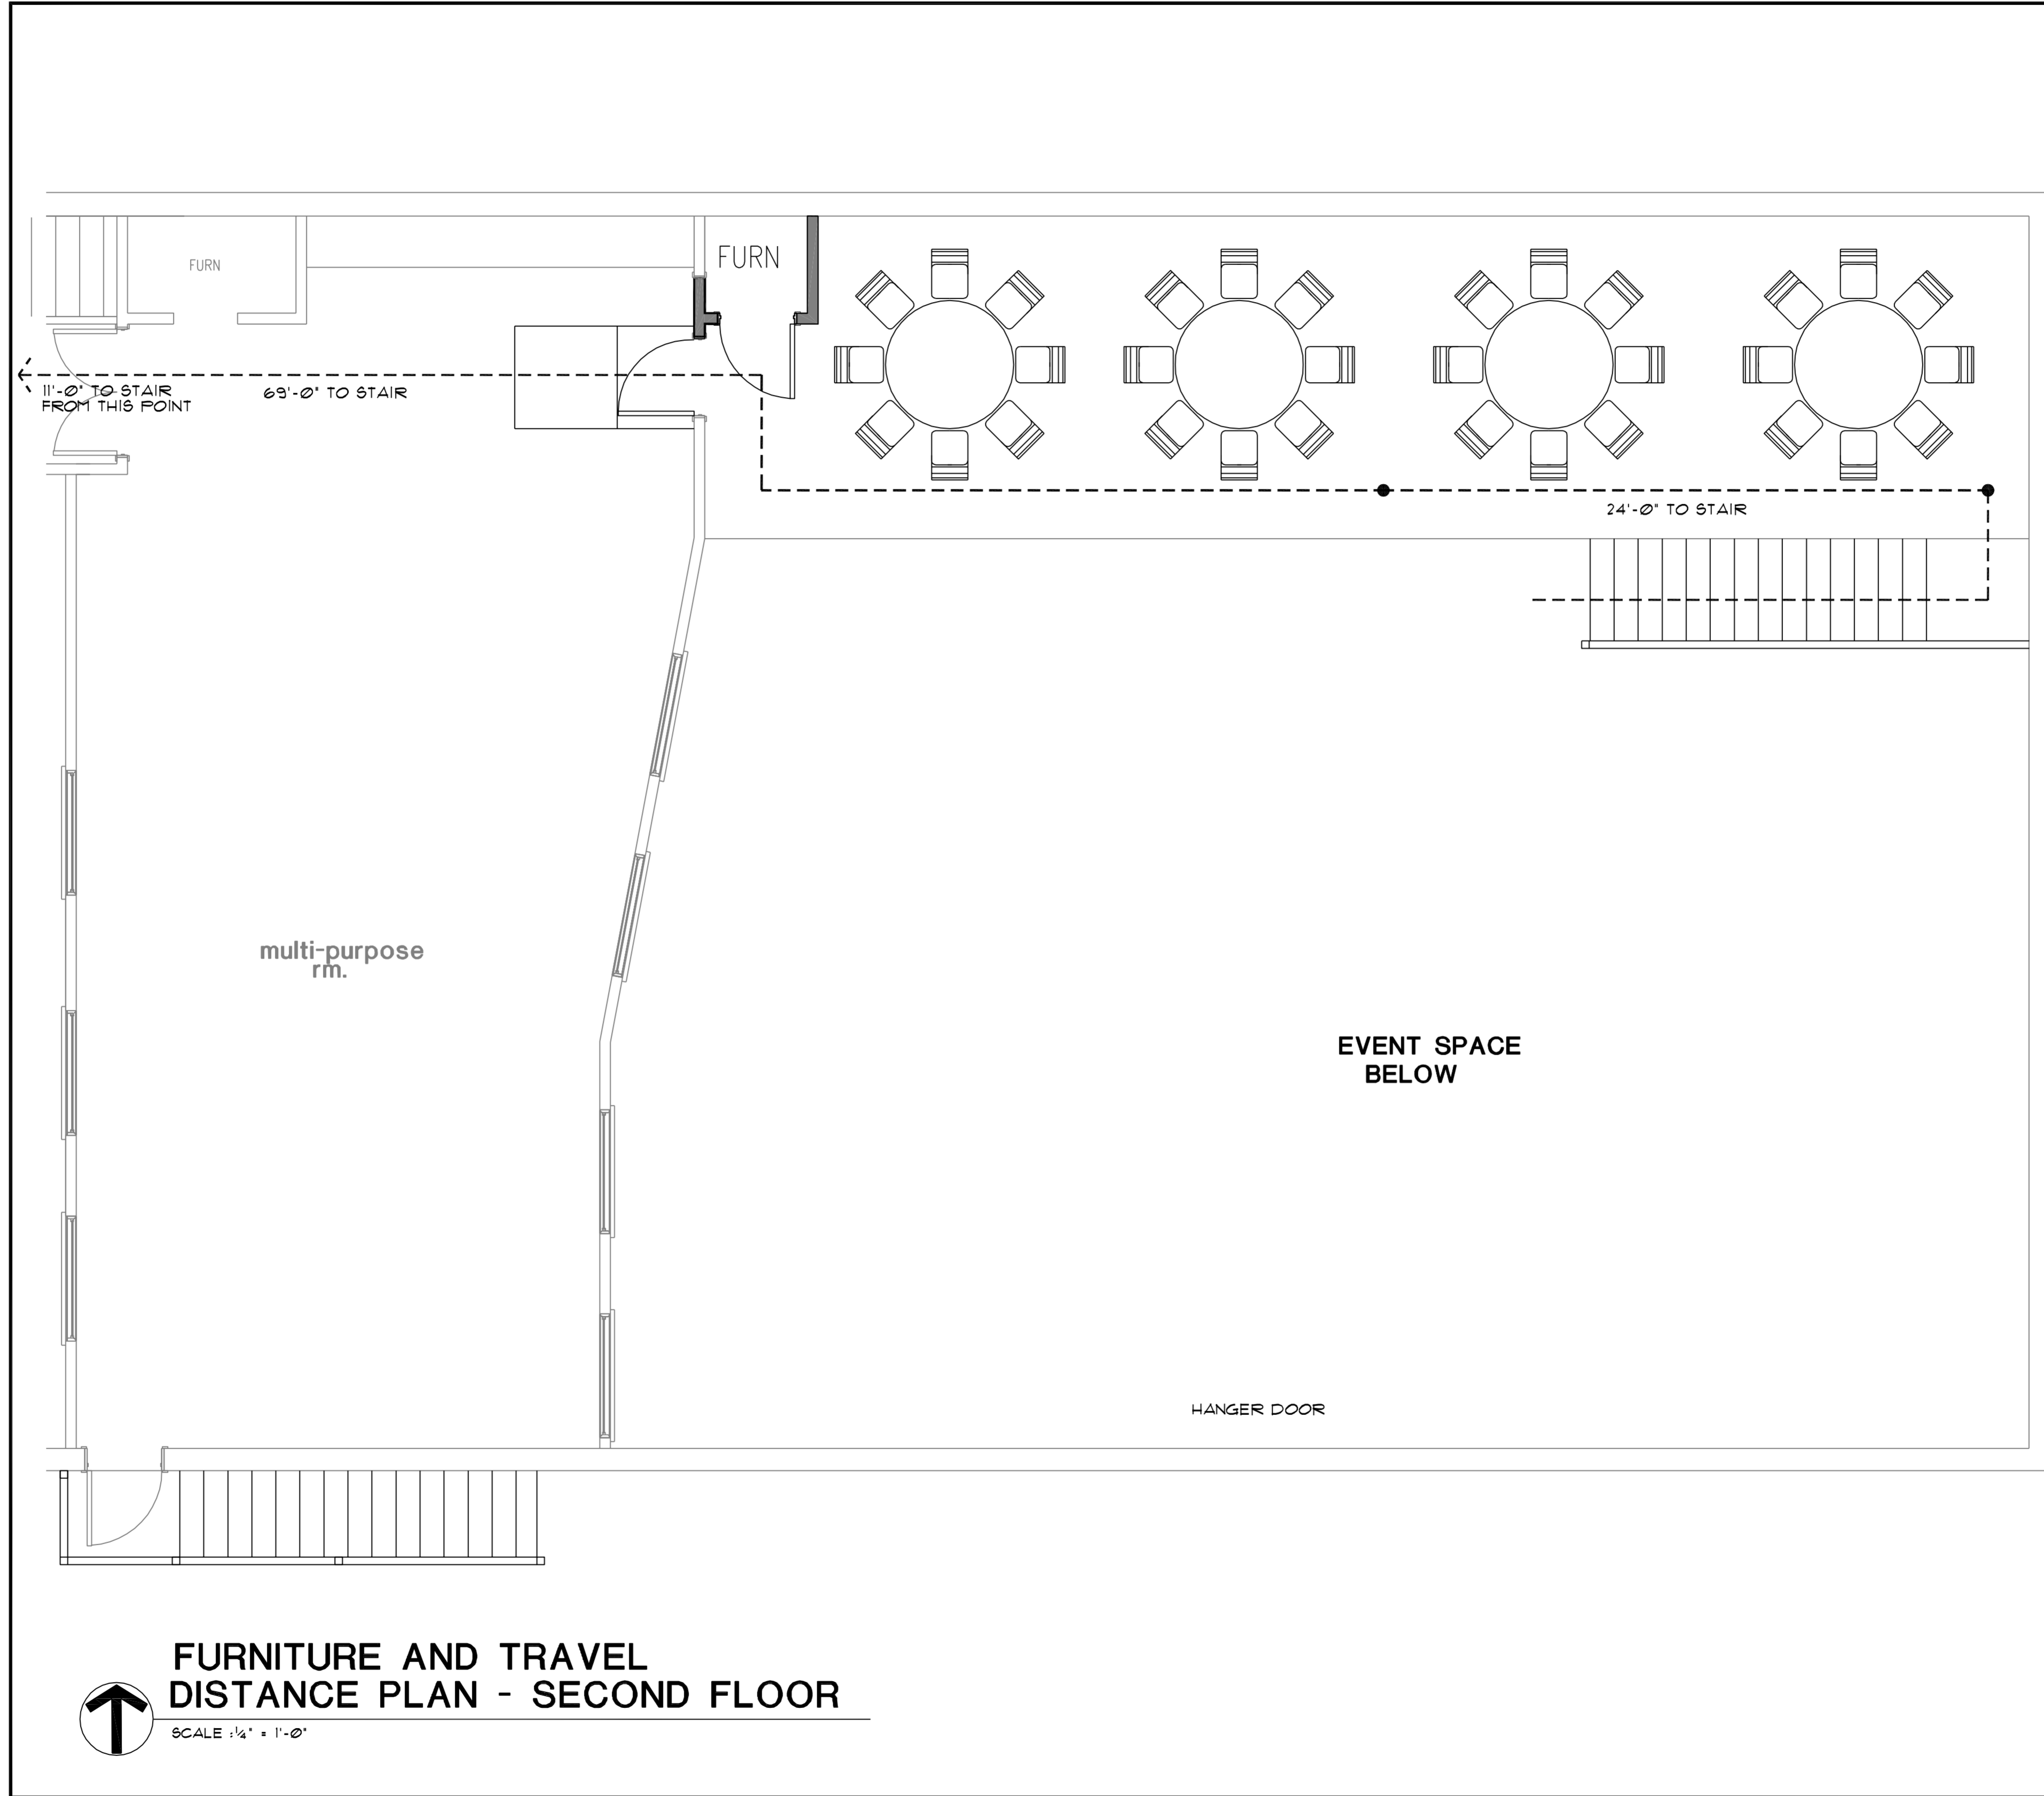 FURN
FURN
11'-0" TO STAIR
FROM THIS POINT
69'-0" TO STAIR
24'-0" TO STAIR
multi-purpose
rm.
EVENT SPACE
BELOW
HANGER DOOR
FURNITURE AND TRAVEL
DISTANCE PLAN - SECOND FLOOR
SCALE :1/4" = 1'-0"